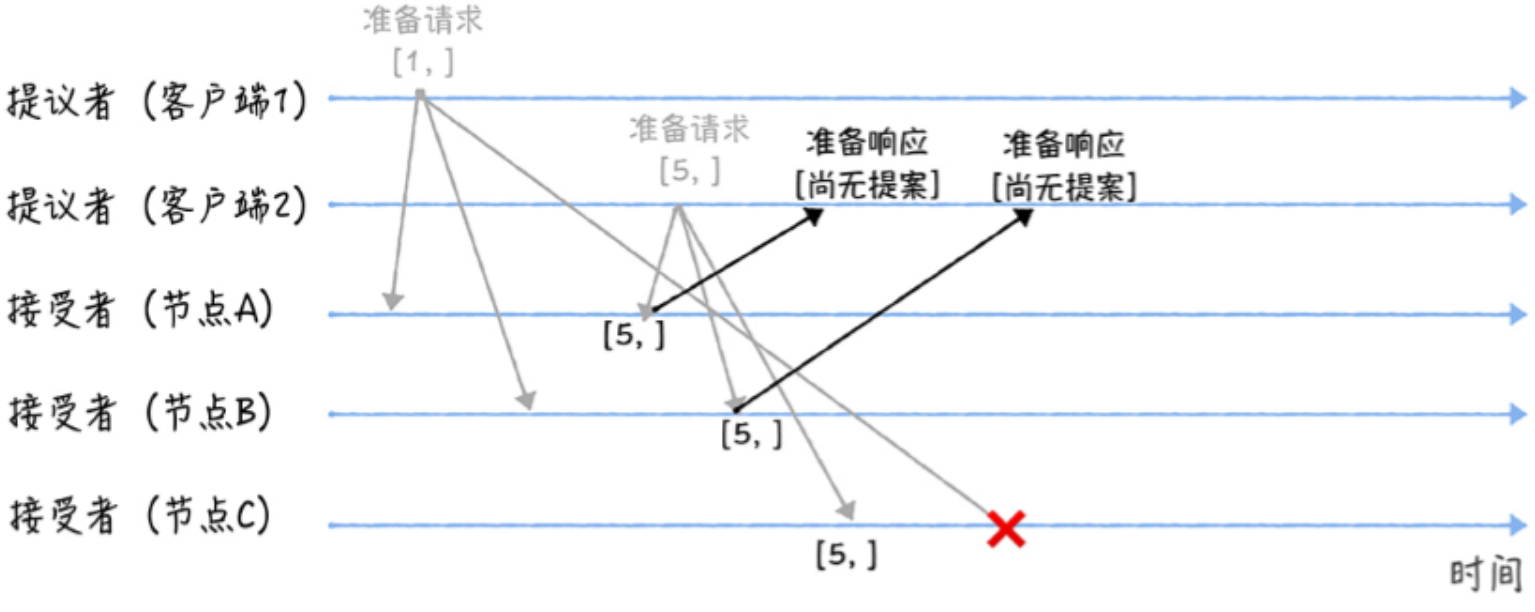 准备请求
[1, ]
提议者（客户端1）
准备请求
[5, ]
准备响应
[尚无提案]
准备响应
[尚无提案]
提议者（客户端2）
接受者（节点A）
[5, ]
接受者（节点B）
[5, ]
接受者（节点C）
[5, ]
时间